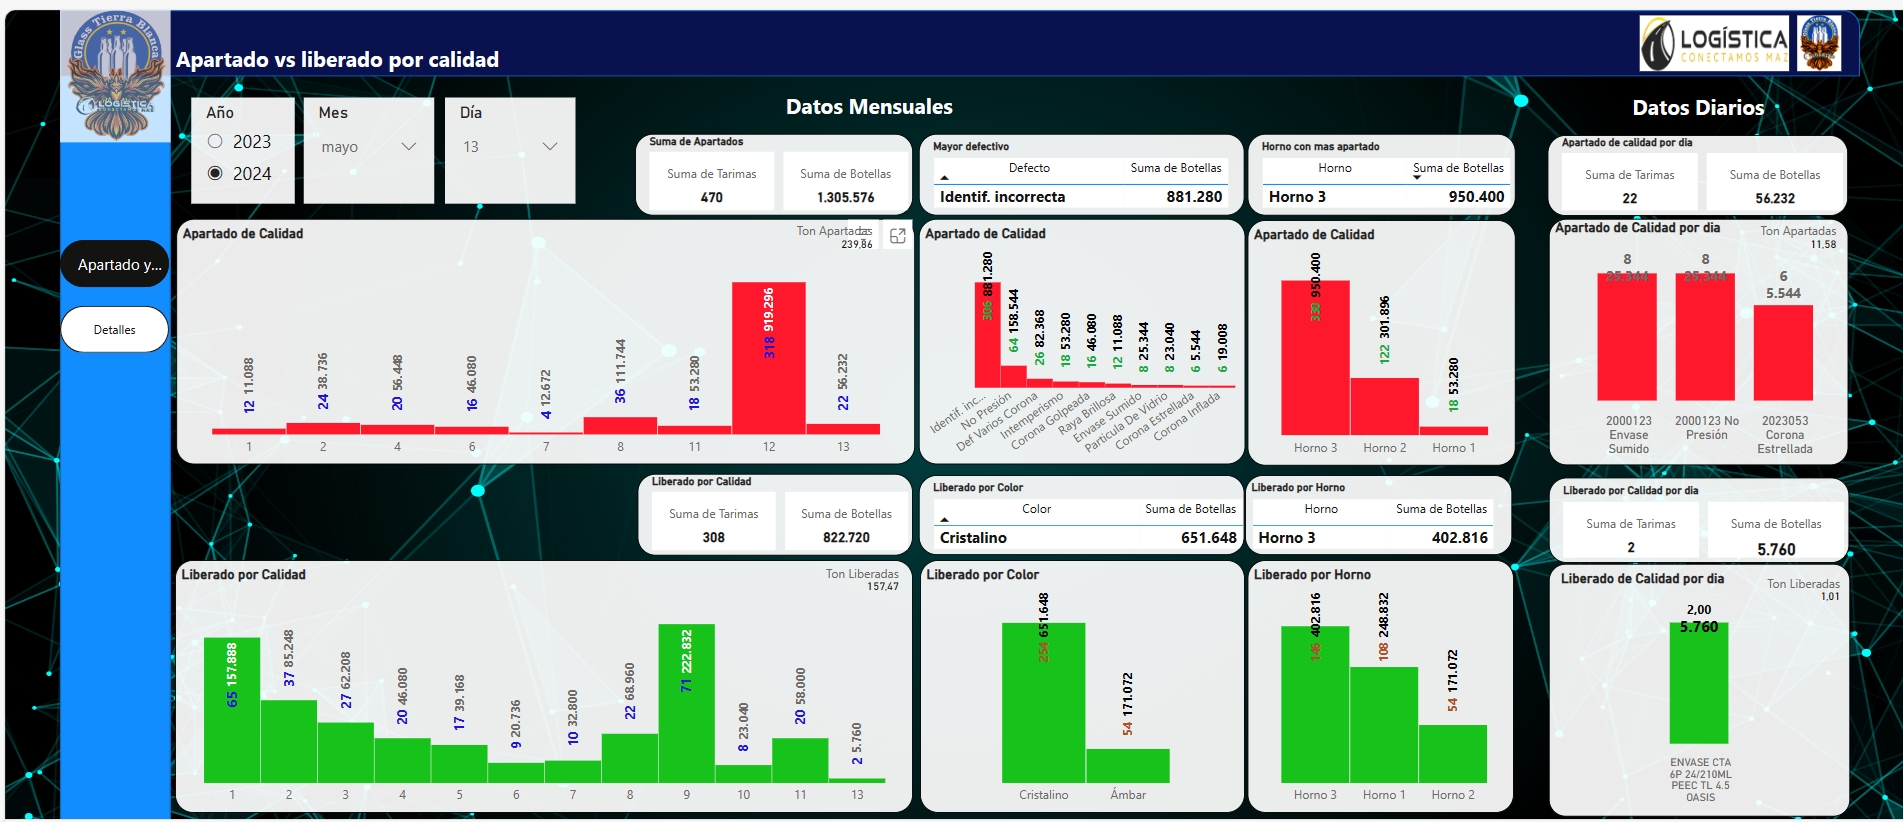 Glass Tierra Blanca
LOGÍSTICA
CONECTAMOS MAZ
Apartado vs liberado por calidad
LOGÍSTICA
CONECTAMOS MAZ
Año
2023
2024
Mes
mayo
Día
13
Datos Mensuales
Datos Diarios
Apartado y...
Detalles
Suma de Apartados
Suma de Tarimas
470
Suma de Botellas
1.305.576
Mayor defectivo
Defecto Suma de Botellas
Identif. incorrecta 881.280
Horno con mas apartado
Horno Suma de Botellas
Horno 3 950.400
Apartado de calidad por dia
Suma de Tarimas
22
Suma de Botellas
56.232
Apartado de Calidad
Ton Apartadas
239,86
12 11.088
24 38.736
20 56.448
16 46.080
4 12.672
36 111.744
18 53.280
318 919.296
22 56.232
1 2 4 6 7 8 11 12 13
Apartado de Calidad
306 881.280
64 158.544
26 82.368
18 53.280
16 46.080
12 11.088
8 25.344
8 23.040
6 5.544
6 19.008
Identif. inc...
No Presión
Def Varios Corona
Intemperismo
Corona Golpeada
Raya Brillosa
Envase Sumido
Particula De Vidrio
Corona Estrellada
Corona Inflada
Apartado de Calidad
330 950.400
122 301.896
18 53.280
Horno 3 Horno 2 Horno 1
Apartado de Calidad por dia
Ton Apartadas
11,58
8
25.344
8
25.344
6
5.544
2000123
Envase
Sumido
2000123 No
Presión
2023053
Corona
Estrellada
Liberado por Calidad
Suma de Tarimas
308
Suma de Botellas
822.720
Liberado por Color
Color Suma de Botellas
Cristalino 651.648
Liberado por Horno
Horno Suma de Botellas
Horno 3 402.816
Liberado por Calidad por dia
Suma de Tarimas
2
Suma de Botellas
5.760
Liberado por Calidad
Ton Liberadas
157,47
65 157.888
37 85.248
27 62.208
20 46.080
17 39.168
9 20.736
10 32.800
22 68.960
71 222.832
8 23.040
20 58.000
2 5.760
1 2 3 4 5 6 7 8 9 10 11 13
Liberado por Color
254 651.648
54 171.072
Cristalino Ámbar
Liberado por Horno
146 402.816
108 248.832
54 171.072
Horno 3 Horno 1 Horno 2
Liberado de Calidad por dia
Ton Liberadas
1,01
2,00
5.760
ENVASE CTA
6P 24/210ML
PEEC TL 4.5
OASIS